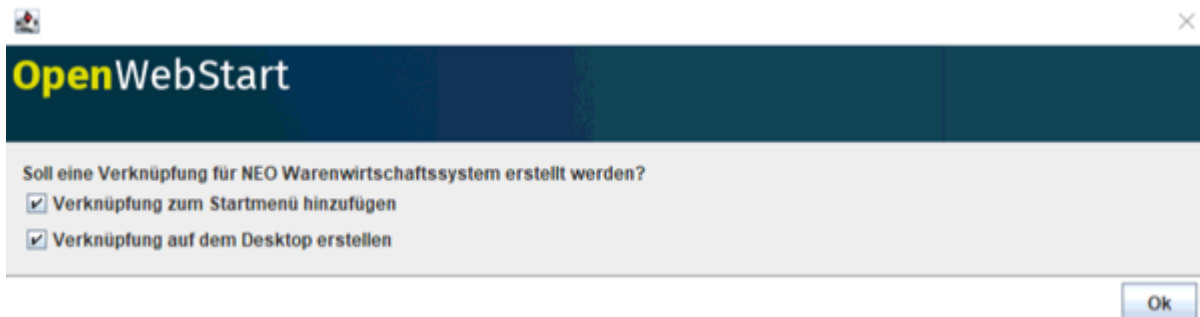 OpenWebStart
Soll eine Verknüpfung für NEO Warenwirtschaftssystem erstellt werden?
Verknüpfung zum Startmenü hinzufügen
Verknüpfung auf dem Desktop erstellen
Ok